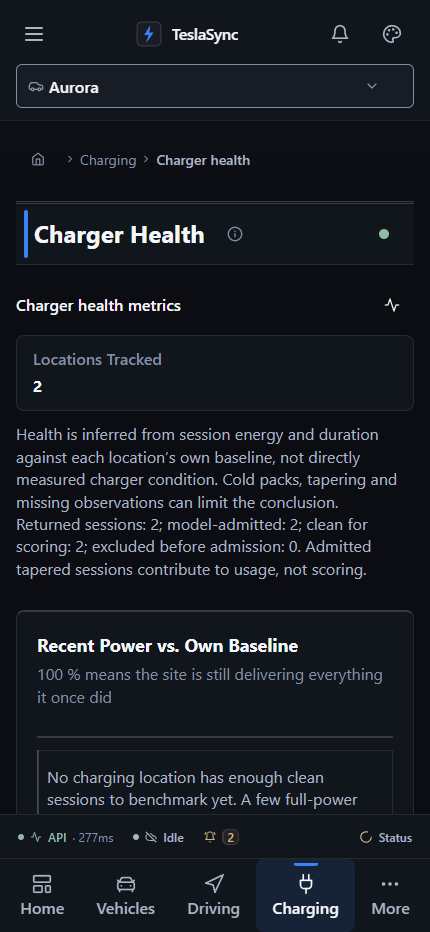 TeslaSync
Aurora
Charging > Charger health
Charger Health
Charger health metrics
Locations Tracked
2
Health is inferred from session energy and duration
against each location's own baseline, not directly
measured charger condition. Cold packs, tapering and
missing observations can limit the conclusion.
Returned sessions: 2; model-admitted: 2; clean for
scoring: 2; excluded before admission: 0. Admitted
tapered sessions contribute to usage, not scoring.
Recent Power vs. Own Baseline
100 % means the site is still delivering everything
it once did
No charging location has enough clean
sessions to benchmark yet. A few full-power
API · 277ms Idle 2 Status
Home Vehicles Driving Charging More